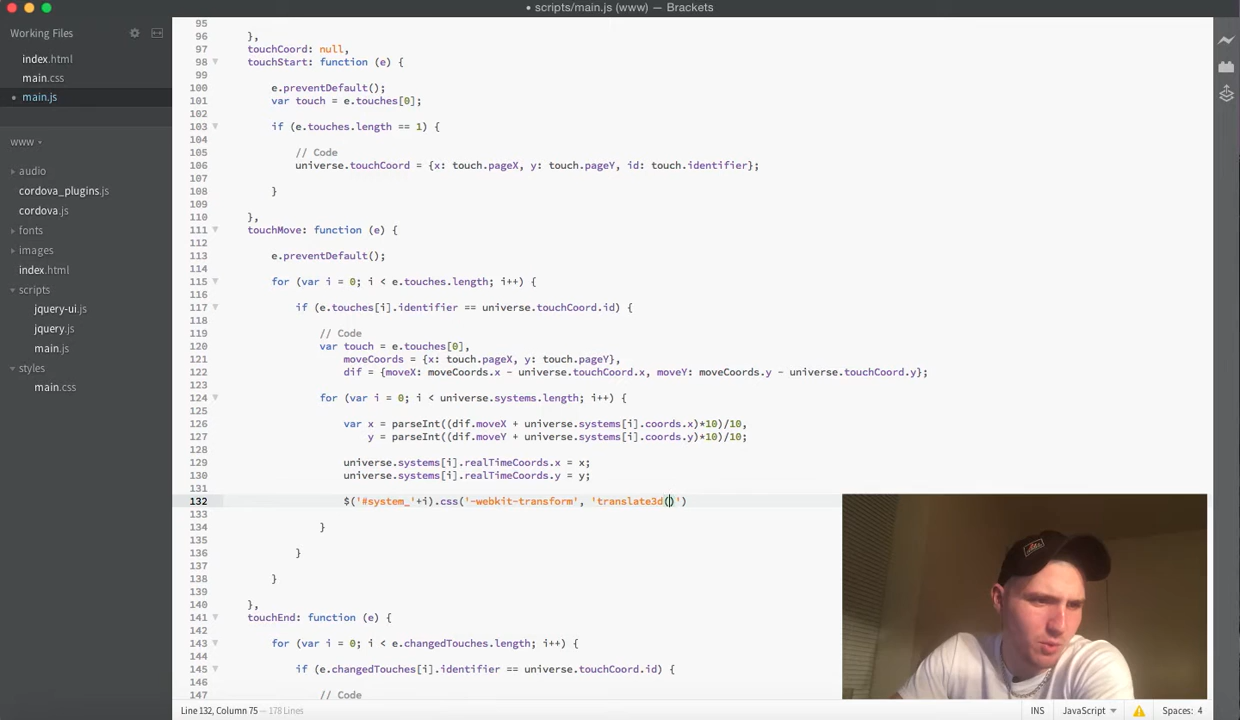 • scripts/main.js (www) — Brackets
Working Files
index.html
main.css
• main.js
www
audio
cordova_plugins.js
cordova.js
fonts
images
index.html
scripts
jquery-ui.js
jquery.js
main.js
styles
main.css
95
96 },
97 touchCoord: null,
98 touchStart: function (e) {
99
100 e.preventDefault();
101 var touch = e.touches[0];
102
103 if (e.touches.length == 1) {
104
105 // Code
106 universe.touchCoord = {x: touch.pageX, y: touch.pageY, id: touch.identifier};
107
108 }
109
110 },
111 touchMove: function (e) {
112
113 e.preventDefault();
114
115 for (var i = 0; i < e.touches.length; i++) {
116
117 if (e.touches[i].identifier == universe.touchCoord.id) {
118
119 // Code
120 var touch = e.touches[0],
121 moveCoords = {x: touch.pageX, y: touch.pageY},
122 dif = {moveX: moveCoords.x - universe.touchCoord.x, moveY: moveCoords.y - universe.touchCoord.y};
123
124 for (var i = 0; i < universe.systems.length; i++) {
125
126 var x = parseInt((dif.moveX + universe.systems[i].coords.x)*10)/10,
127 y = parseInt((dif.moveY + universe.systems[i].coords.y)*10)/10;
128
129 universe.systems[i].realTimeCoords.x = x;
130 universe.systems[i].realTimeCoords.y = y;
131
132 $('#system_'+i).css('-webkit-transform', 'translate3d()')
133
134 }
135
136 }
137
138 }
139
140 },
141 touchEnd: function (e) {
142
143 for (var i = 0; i < e.changedTouches.length; i++) {
144
145 if (e.changedTouches[i].identifier == universe.touchCoord.id) {
146
147 // Code
Line 132, Column 75 — 178 Lines
INS JavaScript Spaces: 4